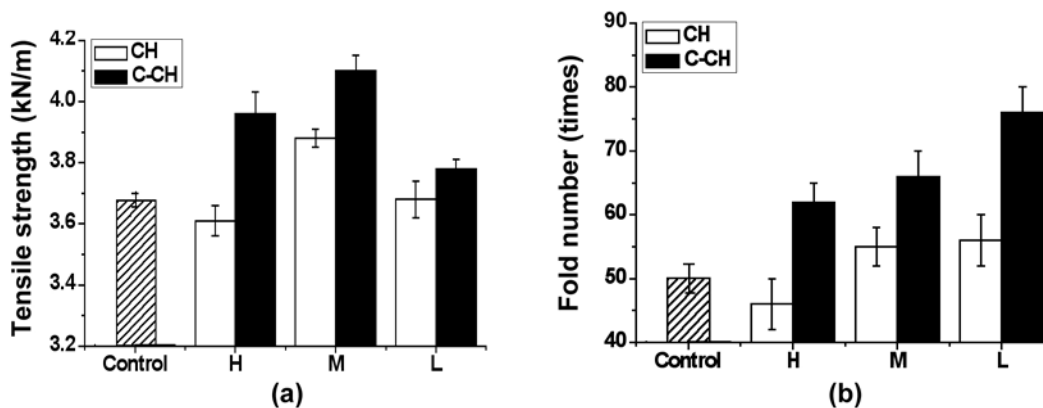 Tensile strength (kN/m)
4.2
4.0
3.8
3.6
3.4
3.2
CH
C-CH
Control
H
M
L
(a)
Fold number (times)
90
80
70
60
50
40
CH
C-CH
Control
H
M
L
(b)